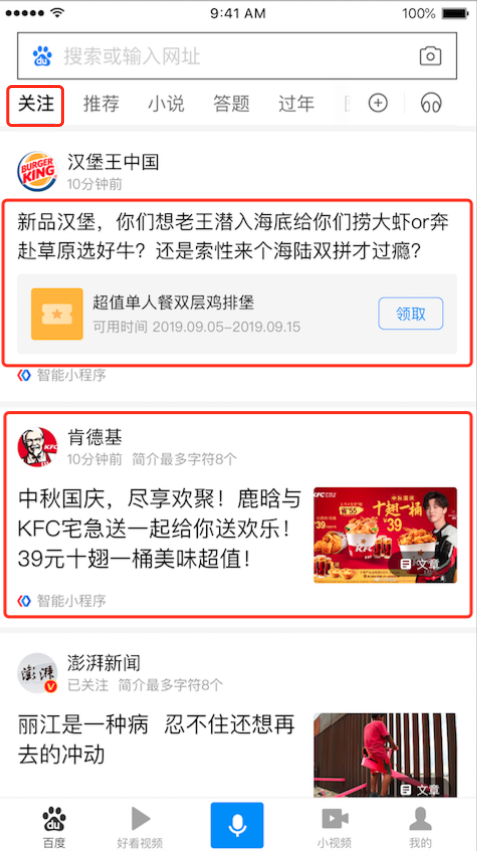 9:41 AM
100%
du
搜索或输入网址
关注
推荐
小说
答题
过年
BURGER
KING
汉堡王中国
10分钟前
新品汉堡，你们想老王潜入海底给你们捞大虾or奔
赴草原选好牛？还是索性来个海陆双拼才过瘾？
超值单人餐双层鸡排堡
可用时间 2019.09.05-2019.09.15
领取
智能小程序
KFC
肯德基
10分钟前 简介最多字符8个
中秋国庆，尽享欢聚！鹿晗与
KFC宅急送一起给你送欢乐！
39元十翅一桶美味超值！
KFC
中秋国庆
十翅一桶
¥39
文章
智能小程序
澎湃
澎湃新闻
已关注 简介最多字符8个
丽江是一种病 忍不住还想再
去的冲动
文章
du
百度
好看视频
小视频
我的